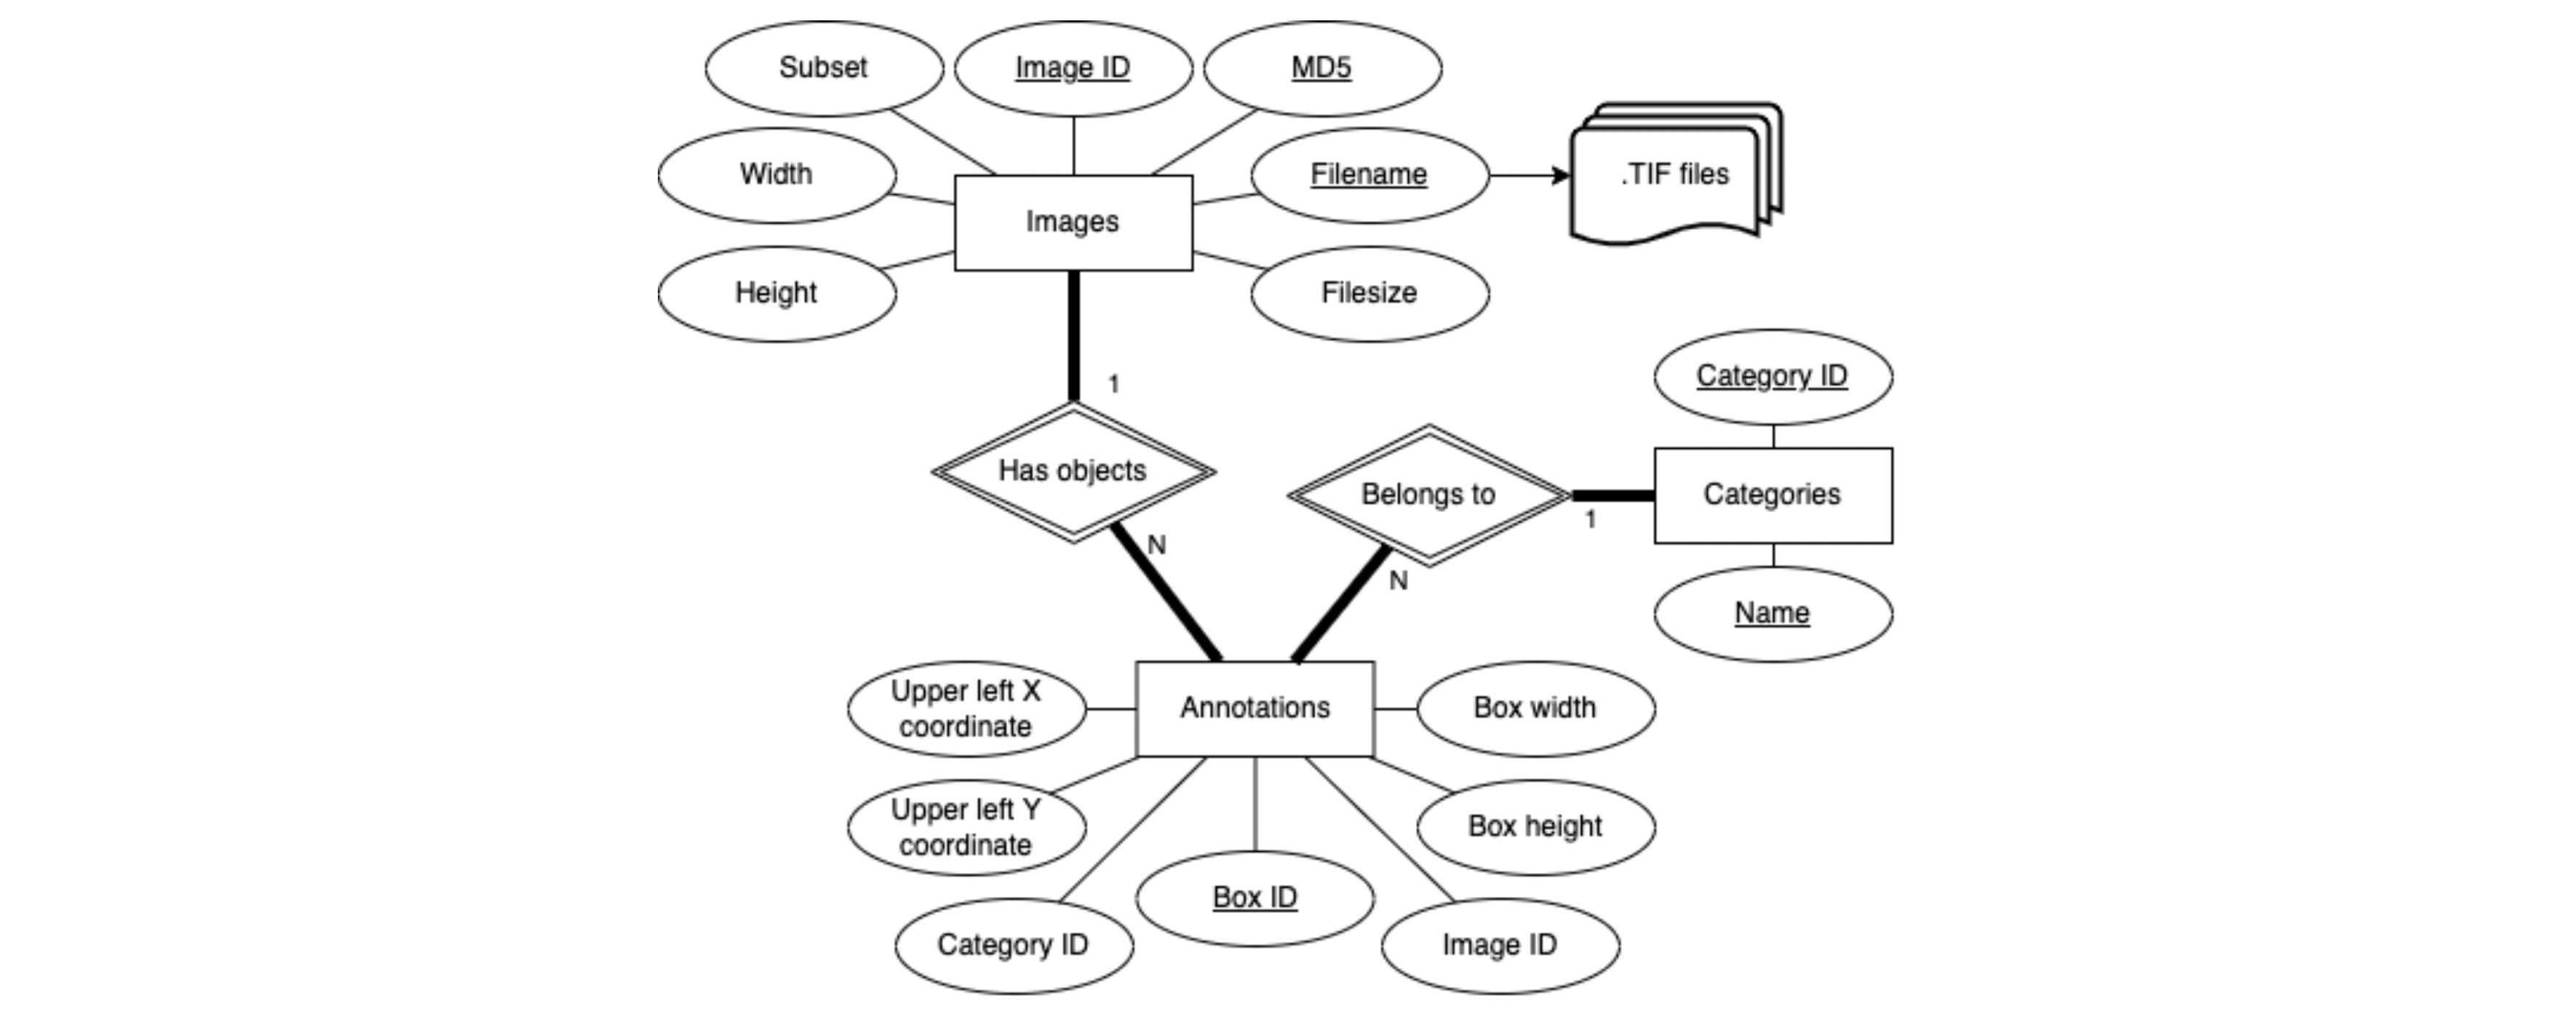 Subset
Image ID
MD5
Width
Filename
.TIF files
Images
Height
Filesize
1
Category ID
Has objects
Belongs to
Categories
1
N
N
Name
Upper left X
coordinate
Annotations
Box width
Upper left Y
coordinate
Box height
Box ID
Category ID
Image ID